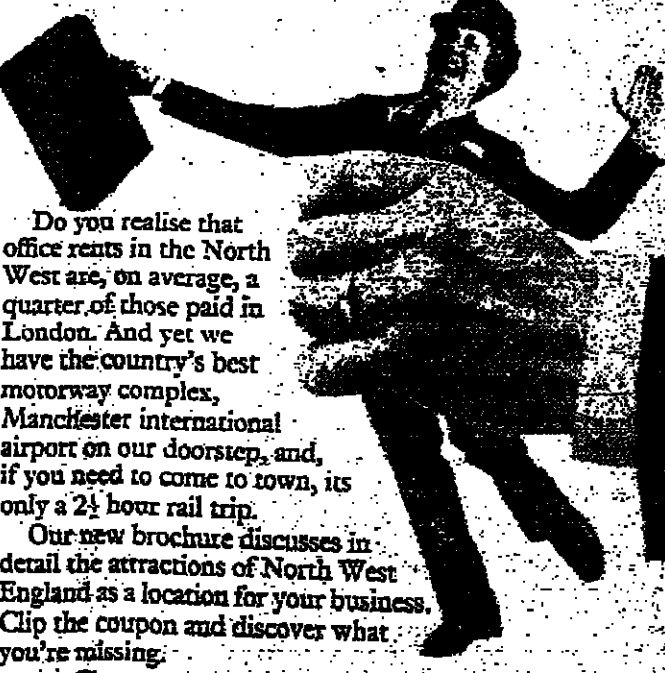 Do you realise that
office rents in the North
West are, on average, a
quarter of those paid in
London. And yet we
have the country's best
motorway complex,
Manchester international
airport on our doorstep, and,
if you need to come to town, its
only a 2½ hour rail trip.
Our new brochure discusses in
detail the attractions of North West
England as a location for your business.
Clip the coupon and discover what
you're missing.